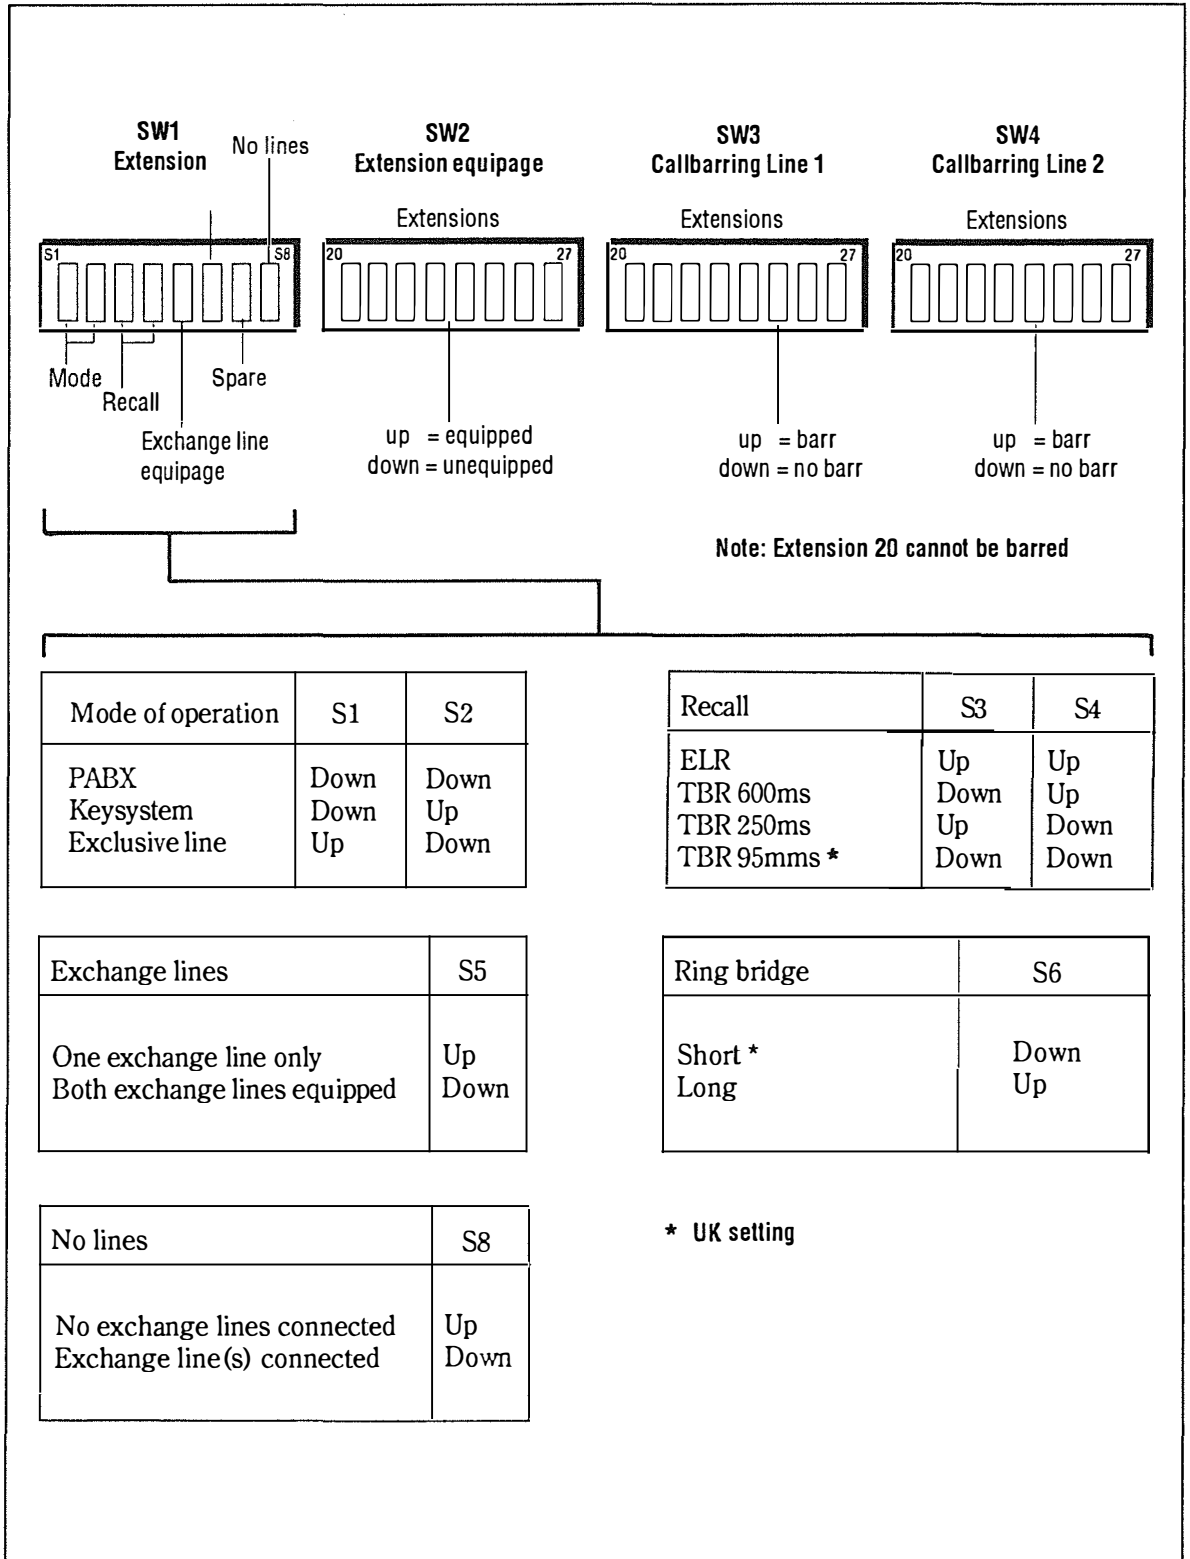 SW1
Extension
No lines
SW2
Extension equipage
SW3
Callbarring Line 1
SW4
Callbarring Line 2
Extensions
Extensions
Extensions
S1
S8
20
27
20
27
20
27
Mode
Recall
Spare
Exchange line
equipage
up = equipped
down = unequipped
up = barr
down = no barr
up = barr
down = no barr
Note: Extension 20 cannot be barred
Mode of operation S1 S2
PABX Down Down
Keysystem Down Up
Exclusive line Up Down
Recall S3 S4
ELR Up Up
TBR 600ms Down Up
TBR 250ms Up Down
TBR 95mms * Down Down
Exchange lines S5
One exchange line only Up
Both exchange lines equipped Down
Ring bridge S6
Short * Down
Long Up
No lines S8
No exchange lines connected Up
Exchange line(s) connected Down
* UK setting